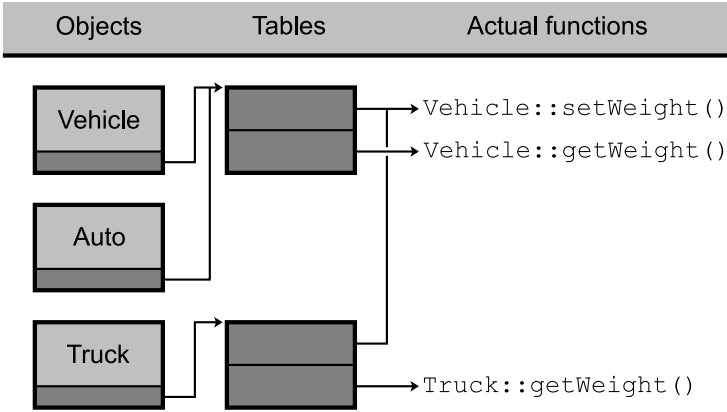 Objects Tables Actual functions
Vehicle Vehicle::setWeight()
Vehicle::getWeight()
Auto
Truck
Truck::getWeight()